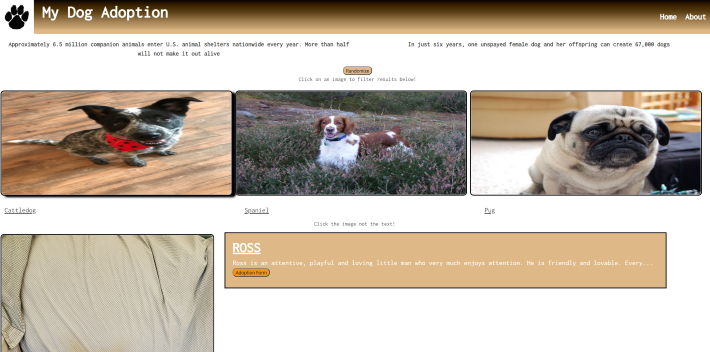 My Dog Adoption
Home About
Approximately 6.5 million companion animals enter U.S. animal shelters nationwide every year. More than half
will not make it out alive
In just six years, one unspayed female dog and her offspring can create 67,000 dogs
Randomize
Click on an image to filter results below!
Cattledog
Spaniel
Pug
Click the image not the text!
ROSS
Ross is an attentive, playful and loving little man who very much enjoys attention. He is friendly and lovable. Every...
Adoption Form